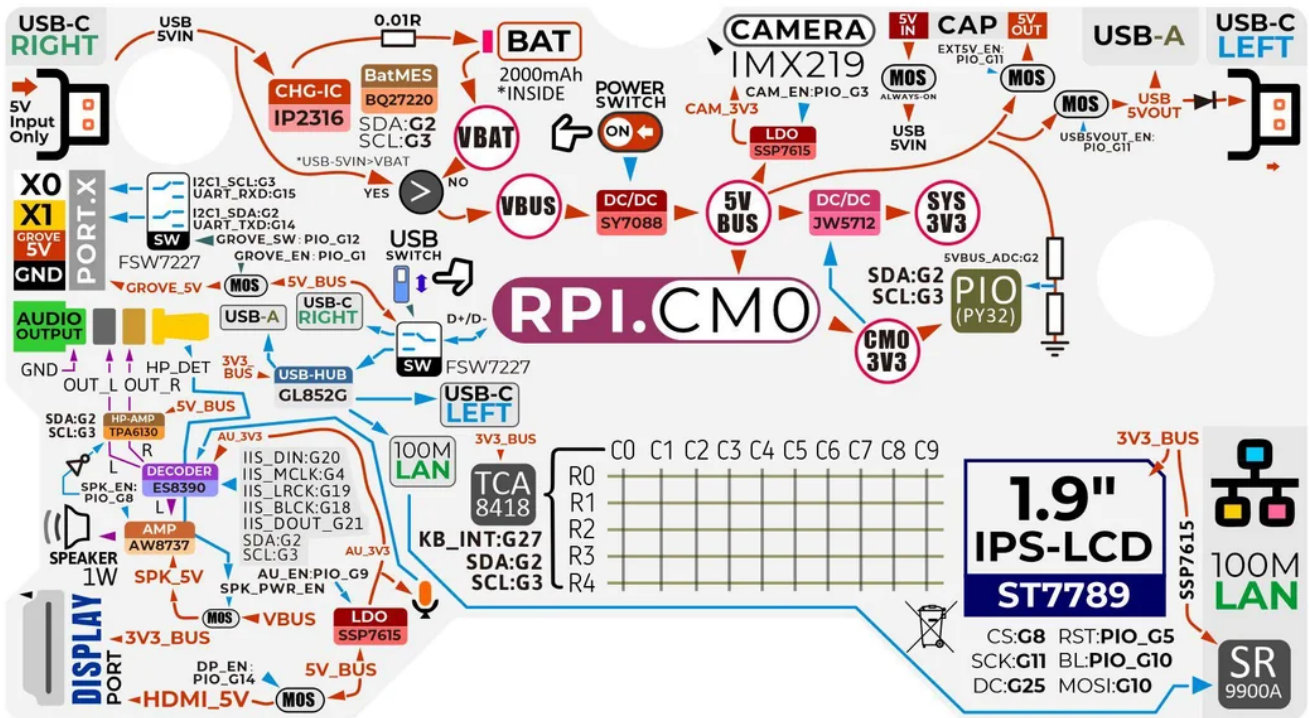 USB-C
RIGHT
5V
Input
Only
USB
5VIN
0.01R
BAT
2000mAh
*INSIDE
CHG-IC
IP2316
BatMES
BQ27220
SDA:G2
SCL:G3
VBAT
*USB-5VIN>VBAT
YES
>
NO
VBUS
POWER
SWITCH
ON
DC/DC
SY7088
5V
BUS
DC/DC
JW5712
SYS
3V3
CAMERA
IMX219
CAM_EN:PIO_G3
CAM_3V3
LDO
SSP7615
5V
IN
CAP
5V
OUT
EXT5V_EN:
PIO_G11
MOS
ALWAYS-ON
USB
5VIN
MOS
MOS
USB5VOUT_EN:
PIO_G11
USB-A
USB
5VOUT
USB-C
LEFT
X0
X1
GROVE
5V
GND
PORT.X
I2C1_SCL:G3
UART_RXD:G15
I2C1_SDA:G2
UART_TXD:G14
SW
FSW7227
GROVE_SW: PIO_G12
GROVE_EN: PIO_G1
GROVE_5V
MOS
5V_BUS
USB
SWITCH
USB-A
USB-C
RIGHT
D+/D-
SW
FSW7227
3V3_
BUS
USB-HUB
GL852G
USB-C
LEFT
100M
LAN
RPI.CM0
CM0
3V3
SDA:G2
SCL:G3
PIO
(PY32)
5VBUS_ADC:G2
AUDIO
OUTPUT
GND
OUT_L
OUT_R
HP_DET
SDA:G2
SCL:G3
HP-AMP
TPA6130
5V_BUS
L
R
AU_3V3
DECODER
ES8390
SPK_EN:
PIO_G8
L
IIS_DIN:G20
IIS_MCLK:G4
IIS_LRCK:G19
IIS_BLCK:G18
IIS_DOUT_G21
SDA:G2
SCL:G3
AMP
AW8737
SPEAKER
1W
SPK_5V
AU_3V3
AU_EN:PIO_G9
SPK_PWR_EN
MOS
VBUS
LDO
SSP7615
5V_BUS
DISPLAY
PORT
3V3_BUS
DP_EN:
PIO_G14
HDMI_5V
MOS
3V3_BUS
TCA
8418
KB_INT:G27
SDA:G2
SCL:G3
C0 C1 C2 C3 C4 C5 C6 C7 C8 C9
R0
R1
R2
R3
R4
3V3_BUS
1.9"
IPS-LCD
ST7789
CS:G8 RST:PIO_G5
SCK:G11 BL:PIO_G10
DC:G25 MOSI:G10
SSP7615
100M
LAN
SR
9900A